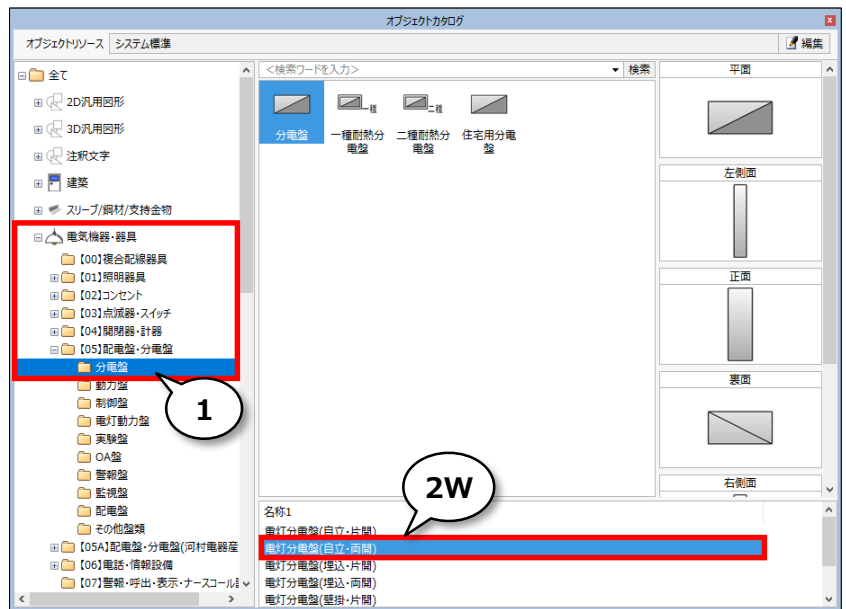 オブジェクトカタログ
オブジェクトリソース システム標準
編集
全て
2D汎用図形
3D汎用図形
注釈文字
建築
スリーブ/鋼材/支持金物
電気機器・器具
【00】複合配線器具
【01】照明器具
【02】コンセント
【03】点滅器・スイッチ
【04】開閉器・計器
【05】配電盤・分電盤
分電盤
動力盤
制御盤
電灯動力盤
実験盤
OA盤
警報盤
監視盤
配電盤
その他盤類
【05A】配電盤・分電盤(河村電器産
【06】電話・情報設備
【07】警報・呼出・表示・ナースコール
1
<検索ワードを入力>
検索
一種
二種
分電盤
一種耐熱分
電盤
二種耐熱分
電盤
住宅用分電
盤
2W
名称1
電灯分電盤(自立・片開)
電灯分電盤(自立・両開)
電灯分電盤(埋込・片開)
電灯分電盤(埋込・両開)
電灯分電盤(壁掛・片開)
平面
左側面
正面
裏面
右側面